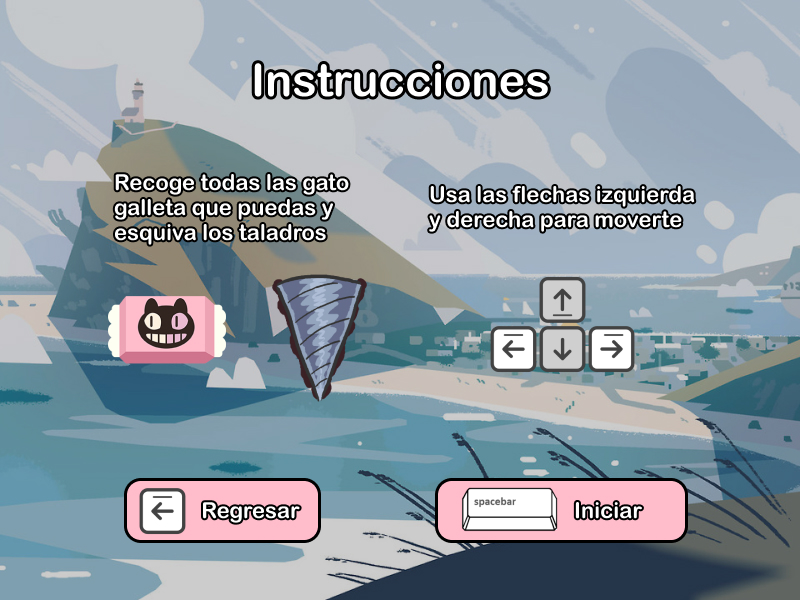 Instrucciones
Recoge todas las gato
galleta que puedas y
esquiva los taladros
Usa las flechas izquierda
y derecha para moverte
Regresar
spacebar
Iniciar